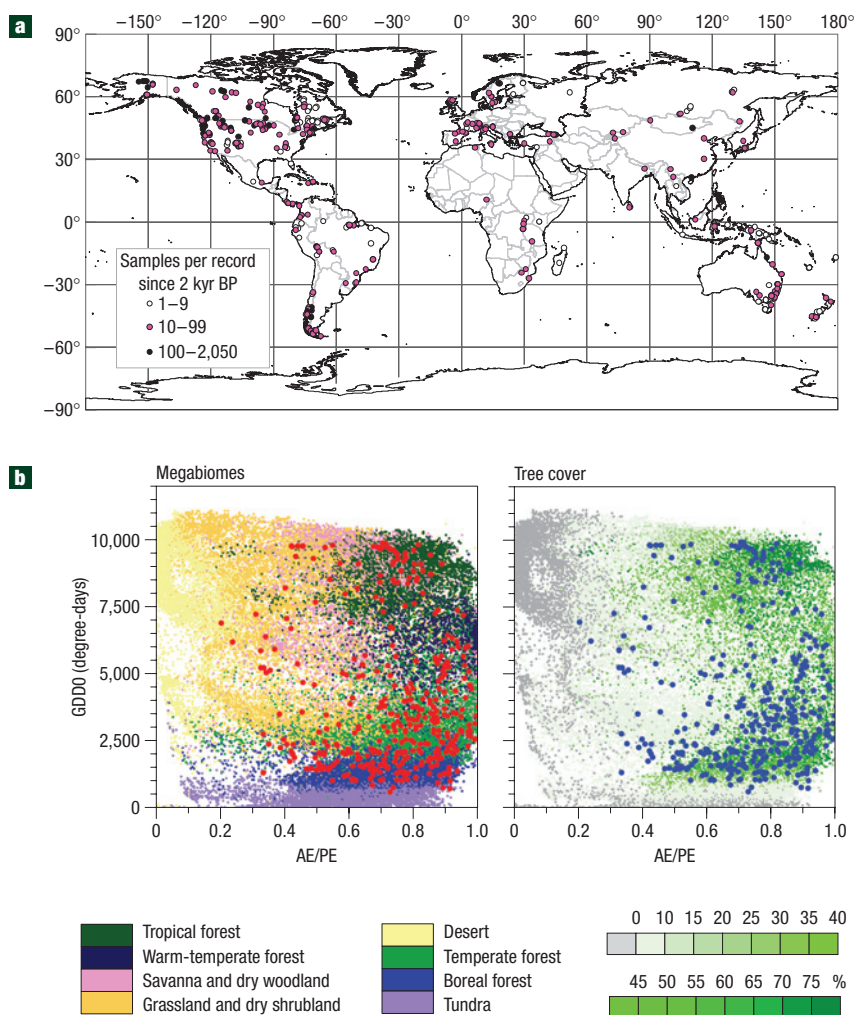 a
−150° −120° −90° −60° −30° 0° 30° 60° 90° 120° 150° 180°
90°
60°
30°
0°
−30°
−60°
−90°
Samples per record
since 2 kyr BP
1−9
10−99
100−2,050
b
Megabiomes
Tree cover
GDD0 (degree-days)
10,000
7,500
5,000
2,500
0
0 0.2 0.4 0.6 0.8 1.0
AE/PE
0 0.2 0.4 0.6 0.8 1.0
AE/PE
Tropical forest
Warm-temperate forest
Savanna and dry woodland
Grassland and dry shrubland
Desert
Temperate forest
Boreal forest
Tundra
0 10 15 20 25 30 35 40
45 50 55 60 65 70 75 %